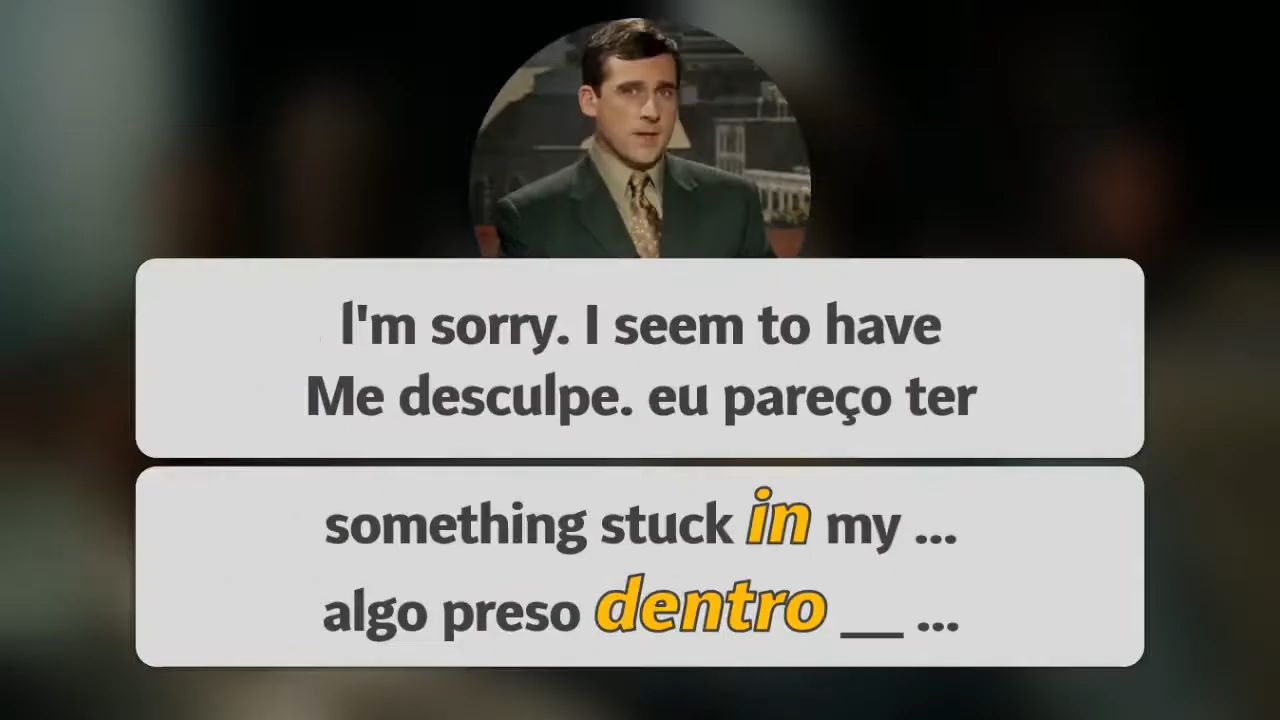 I'm sorry. I seem to have
Me desculpe. eu pareço ter
something stuck in my ...
algo preso dentro __ ...